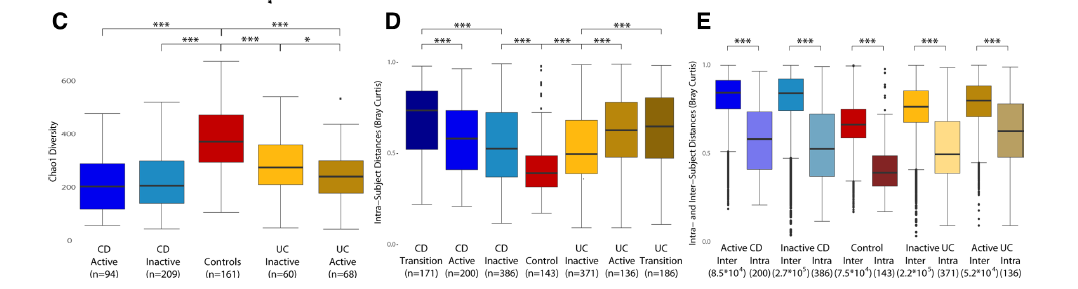 C
D
E
***
***
***
***
***
*
Chao1 Diversity
600
400
200
0
CD
Active
(n=94)
CD
Inactive
(n=209)
Controls
(n=161)
UC
Inactive
(n=60)
UC
Active
(n=68)
***
***
***
***
***
***
Intra-Subject Distances (Bray Curtis)
1.0-
0.5-
0.0-
CD
Transition
(n=171)
CD
Active
(n=200)
CD
Inactive
(n=386)
Control
(n=143)
UC
Inactive
(n=371)
UC
Active
(n=136)
UC
Transition
(n=186)
*** *** *** *** ***
Intra- and Inter-Subject Distances (Bray Curtis)
1.0
0.5
0.0
Active CD Inactive CD Control Inactive UC Active UC
Inter Intra Inter Intra Inter Intra Inter Intra Inter Intra
(8.5*10⁴) (200) (2.7*10⁵) (386) (7.5*10⁴) (143) (2.2*10⁵) (371) (5.2*10⁴) (136)